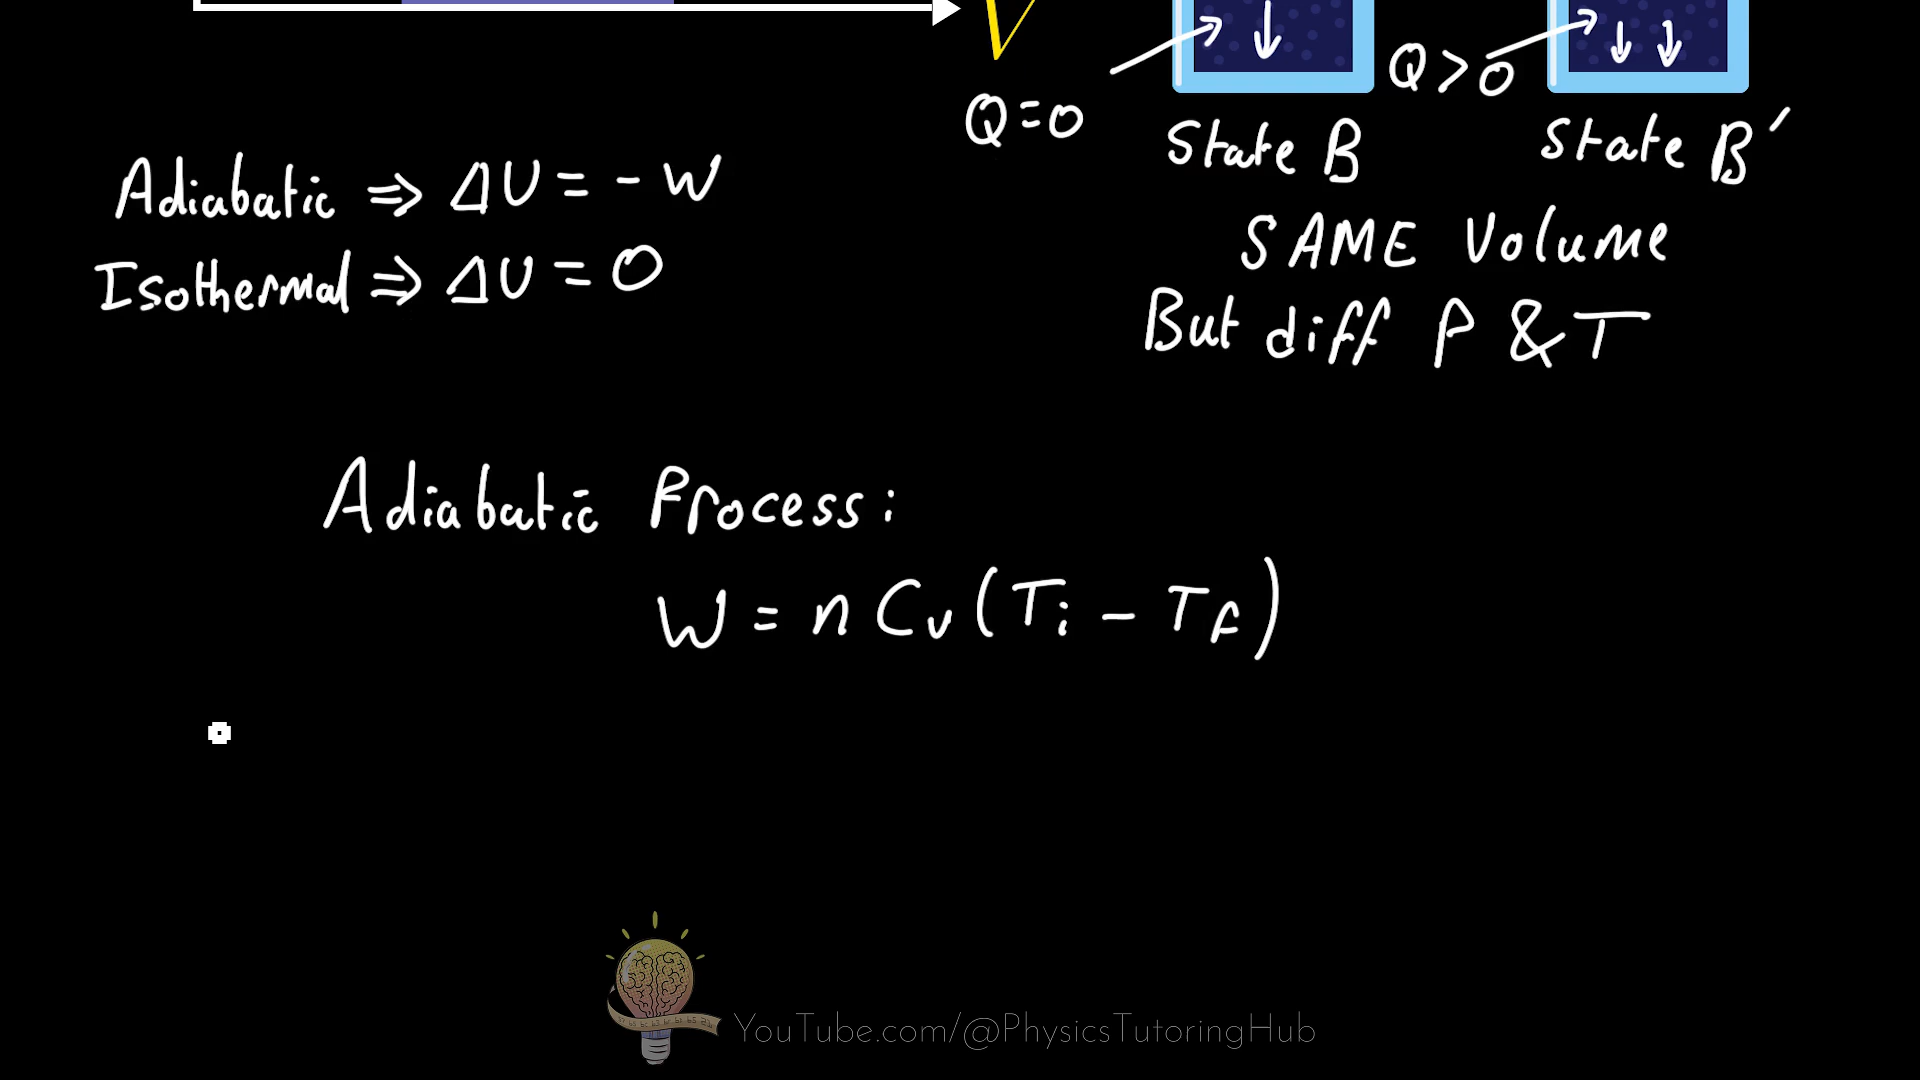 V
Q = 0
Q > 0
State B
State B'
SAME Volume
But diff P & T
Adiabatic ⇒ ΔU = - W
Isothermal ⇒ ΔU = 0
Adiabatic Process:
W = n Cv (Ti - Tf)
YouTube.com/@PhysicsTutoringHub